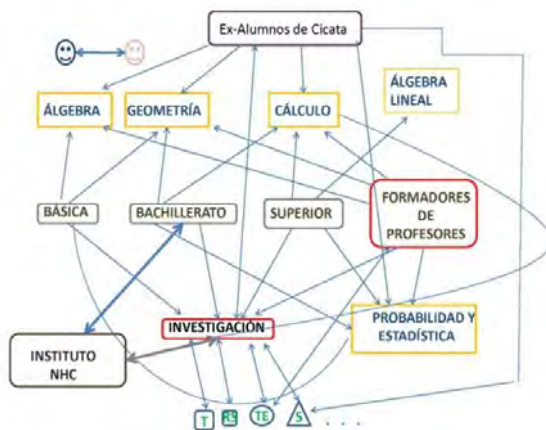 Ex-Alumnos de Cicata
ÁLGEBRA
GEOMETRÍA
CÁLCULO
ÁLGEBRA
LINEAL
BÁSICA
BACHILLERATO
SUPERIOR
FORMADORES
DE
PROFESORES
INVESTIGACIÓN
PROBABILIDAD Y
ESTADÍSTICA
INSTITUTO
NHC
T
RS
TE
S
. . .